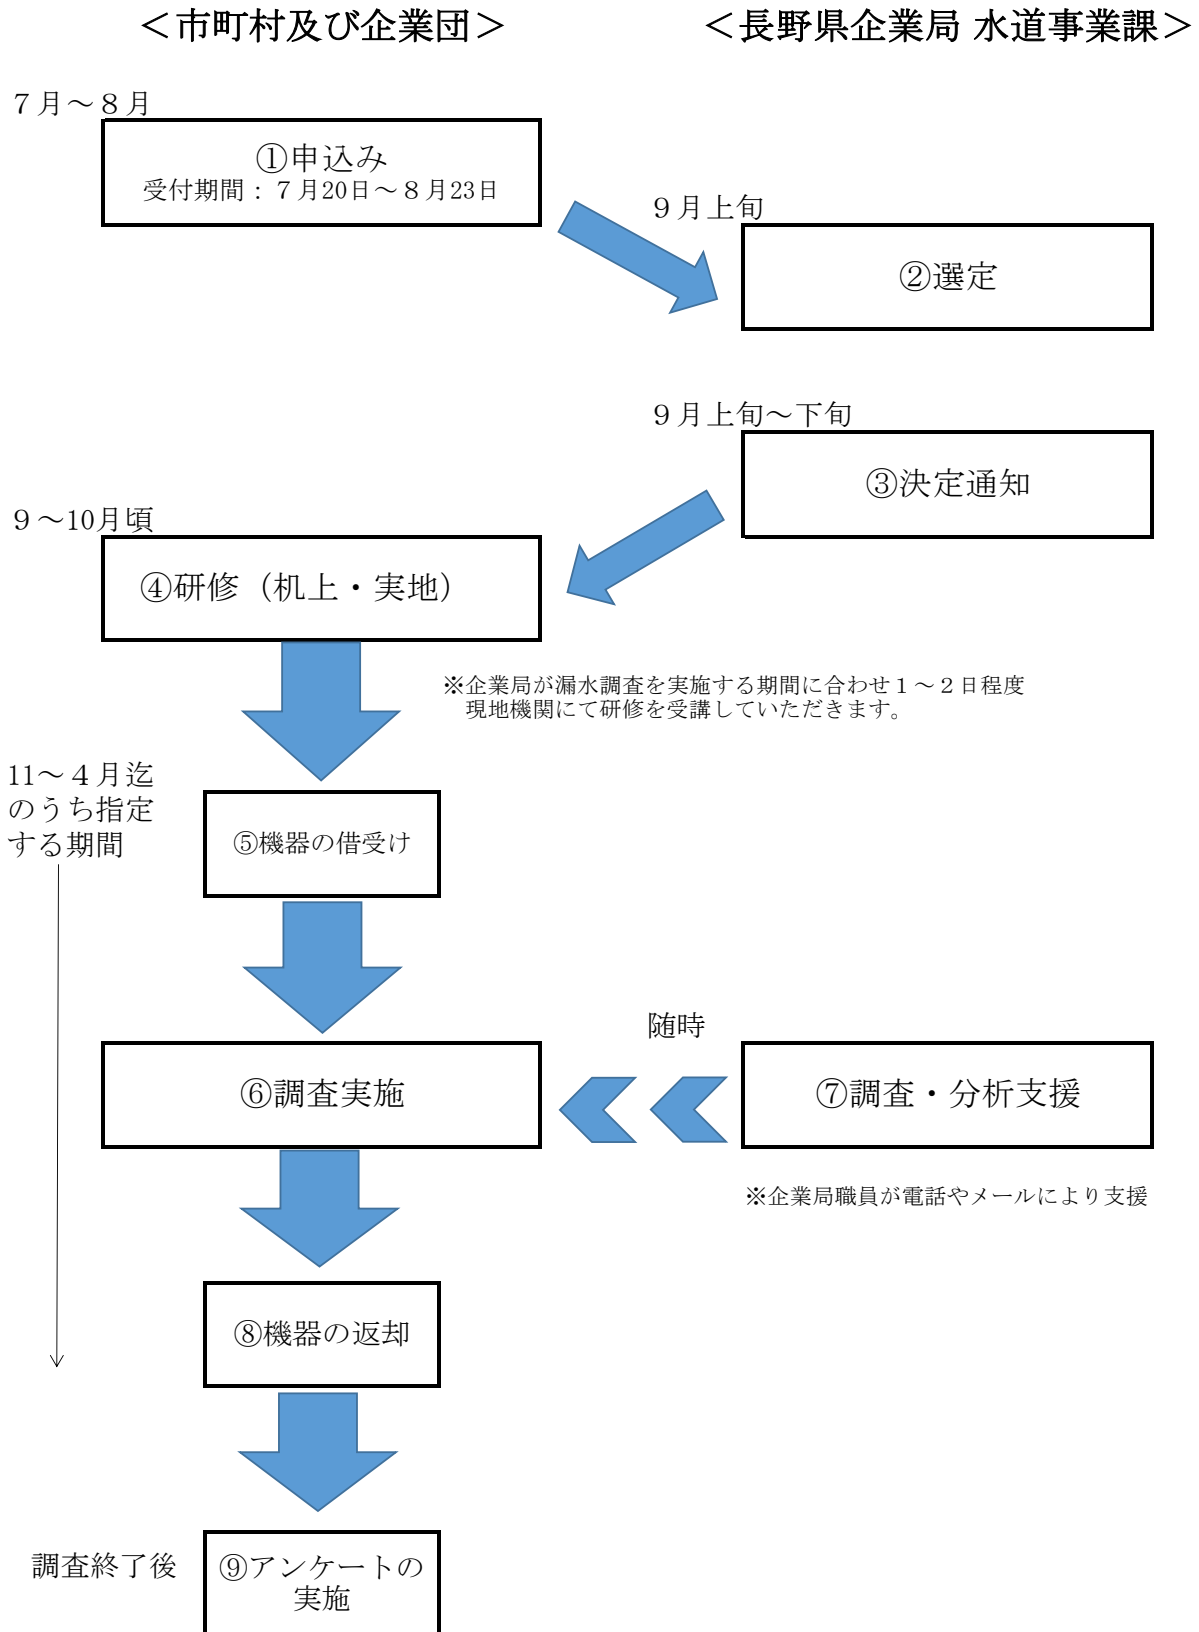 ＜市町村及び企業団＞
＜長野県企業局 水道事業課＞
７月～８月
①申込み
受付期間：７月20日～８月23日
９月上旬
②選定
９月上旬～下旬
③決定通知
９～10月頃
④研修（机上・実地）
※企業局が漏水調査を実施する期間に合わせ１～２日程度
現地機関にて研修を受講していただきます。
11～４月迄
のうち指定
する期間
⑤機器の借受け
随時
⑥調査実施
⑦調査・分析支援
※企業局職員が電話やメールにより支援
⑧機器の返却
調査終了後
⑨アンケートの
実施